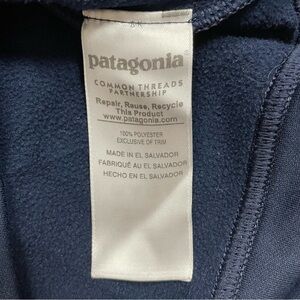 patagonia
COMMON THREADS
PARTNERSHIP
Repair, Reuse, Recycle
This Product
www.patagonia.com
100% POLYESTER
EXCLUSIVE OF TRIM
MADE IN EL SALVADOR
FABRIQUÉ AU EL SALVADOR
HECHO EN EL SALVADOR